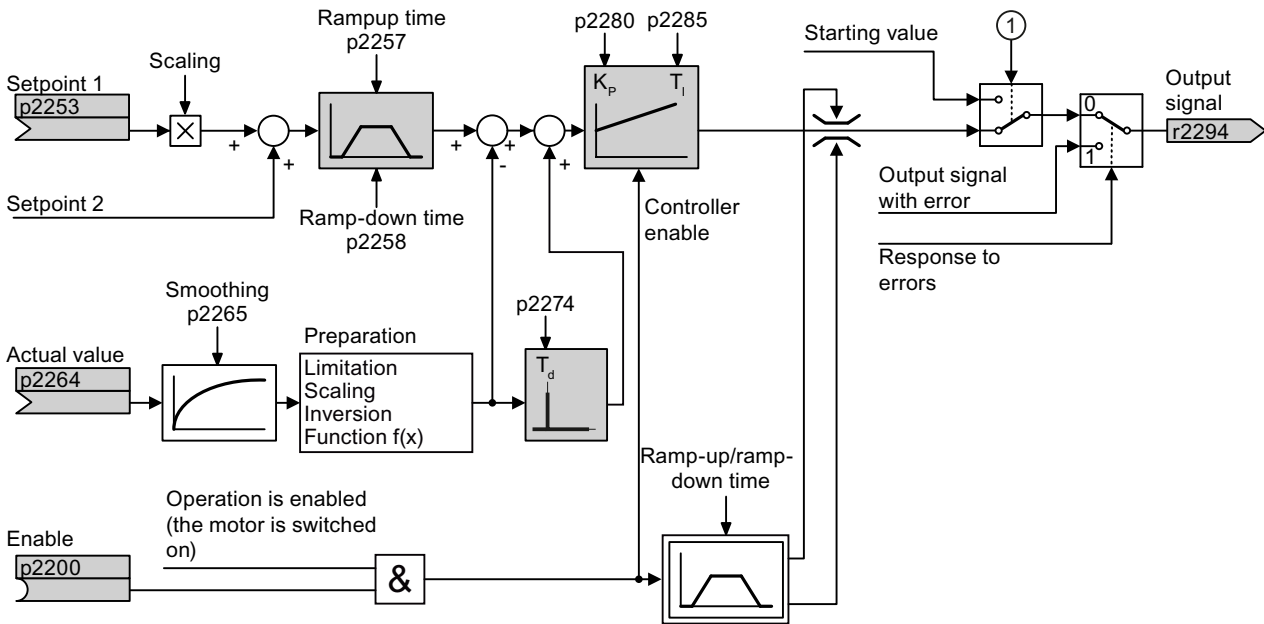 Setpoint 1
p2253
Scaling
Rampup time
p2257
p2280
p2285
Starting value
1
Output
signal
r2294
K_P
T_I
0
1
+
+
+
-
+
+
Setpoint 2
Ramp-down time
p2258
Controller
enable
Output signal
with error
Response to
errors
Smoothing
p2265
Preparation
p2274
Actual value
p2264
Limitation
Scaling
Inversion
Function f(x)
T_d
Ramp-up/ramp-
down time
Operation is enabled
(the motor is switched
on)
Enable
p2200
&